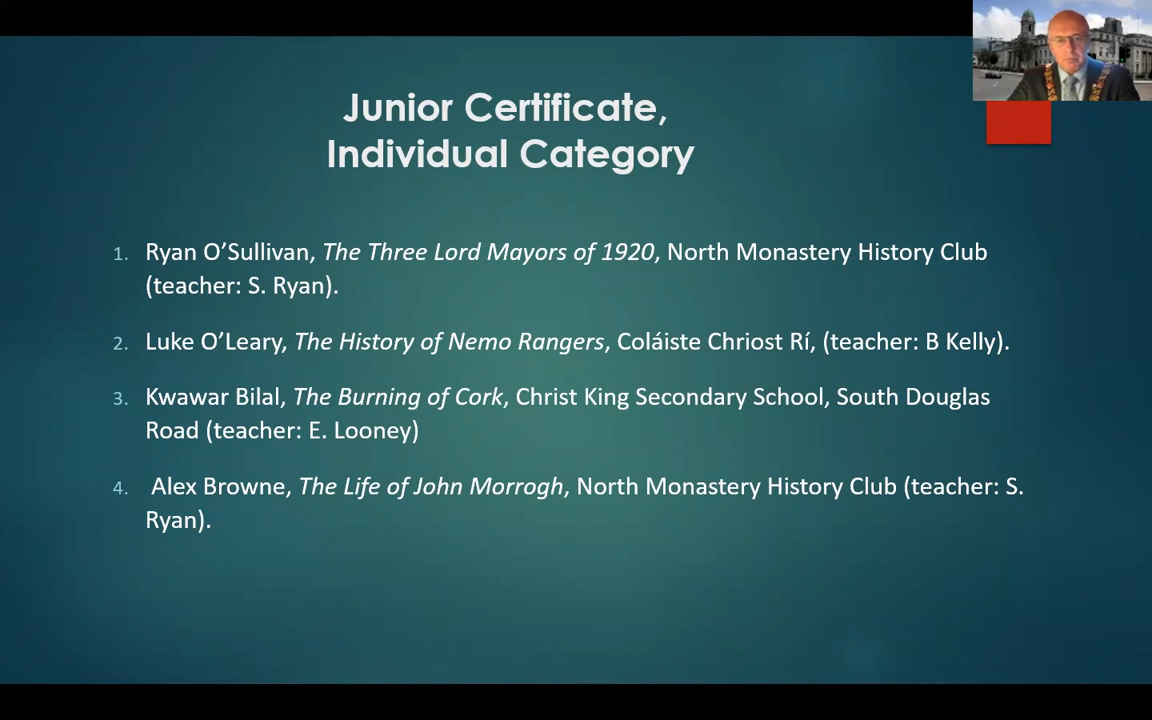 Junior Certificate,
Individual Category
1. Ryan O’Sullivan, The Three Lord Mayors of 1920, North Monastery History Club
(teacher: S. Ryan).
2. Luke O’Leary, The History of Nemo Rangers, Coláiste Chriost Rí, (teacher: B Kelly).
3. Kwawar Bilal, The Burning of Cork, Christ King Secondary School, South Douglas
Road (teacher: E. Looney)
4. Alex Browne, The Life of John Morrogh, North Monastery History Club (teacher: S.
Ryan).